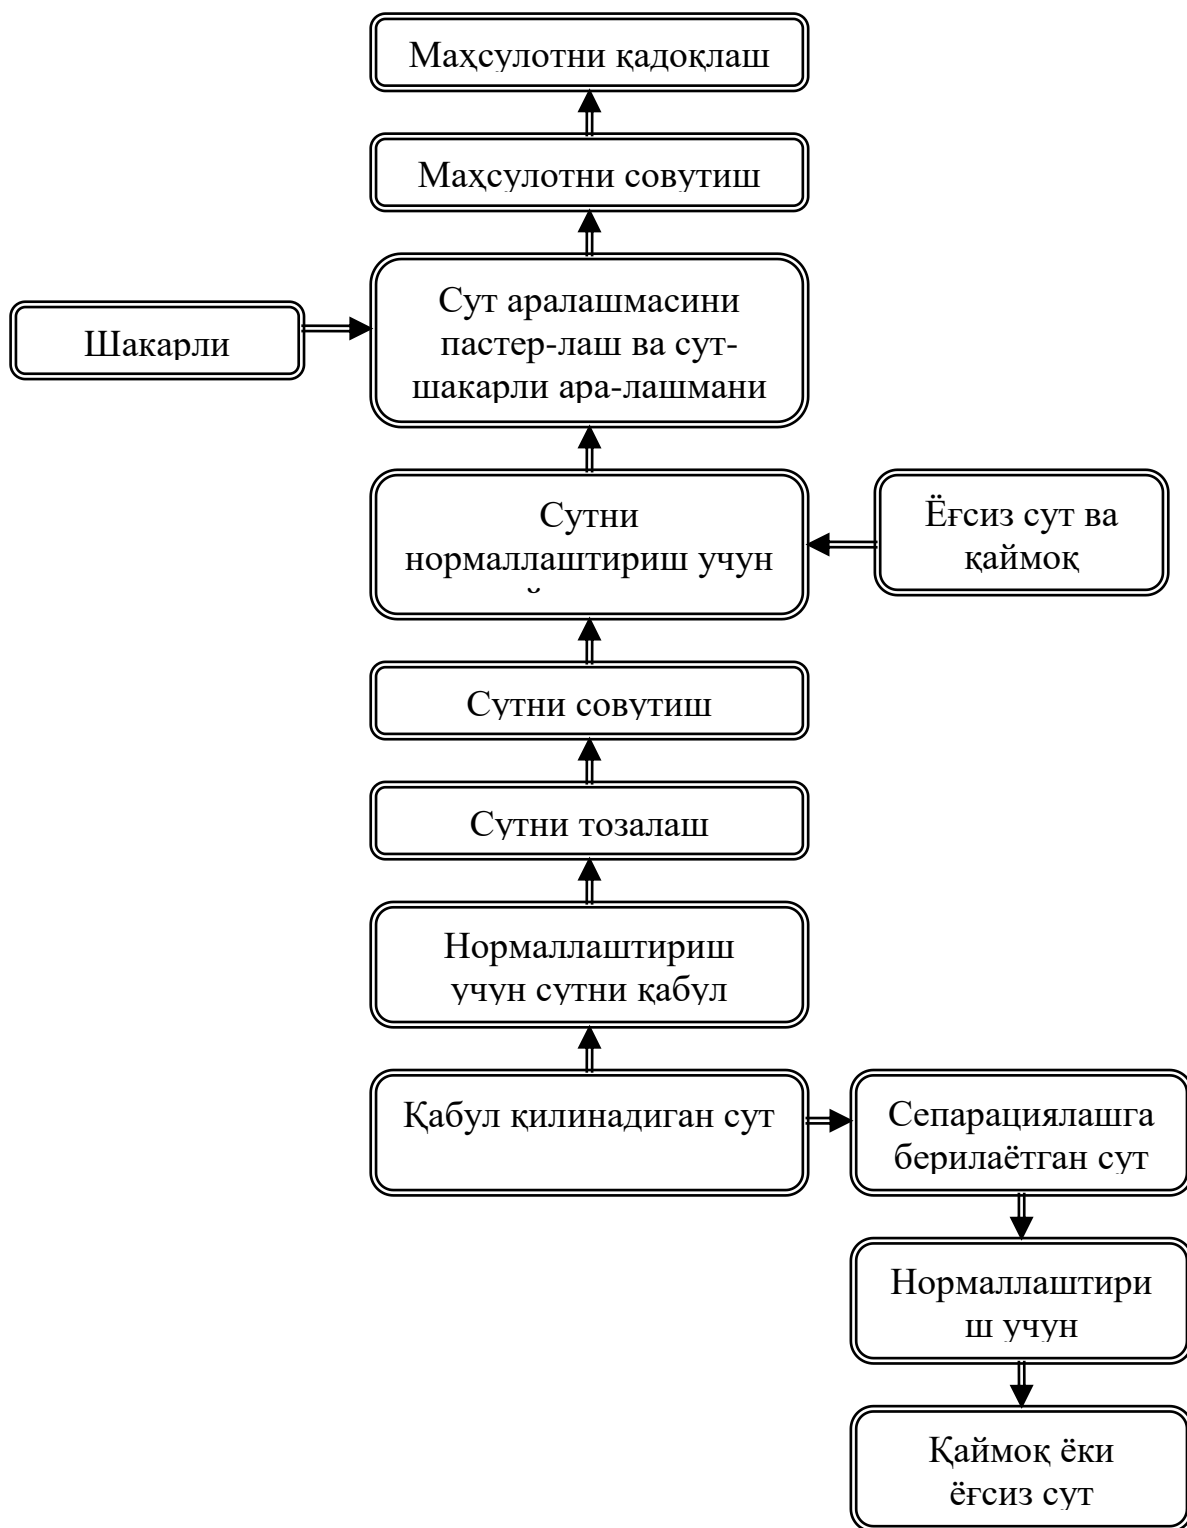 Маҳсулотни қадоқлаш
Маҳсулотни совутиш
Сут аралашмасини
пастер-лаш ва сут-
шакарли ара-лашмани
Шакарли
Сутни
нормаллаштириш учун
Ёғсиз сут ва
қаймоқ
Сутни совутиш
Сутни тозалаш
Нормаллаштириш
учун сутни қабул
Қабул қилинадиган сут
Сепарациялашга
берилаётган сут
Нормаллаштири
ш учун
Қаймоқ ёки
ёғсиз сут